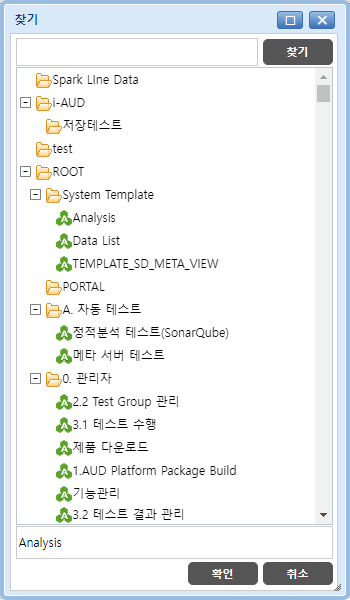 찾기
찾기
Spark LIne Data
i-AUD
저장테스트
test
ROOT
System Template
Analysis
Data List
TEMPLATE_SD_META_VIEW
PORTAL
A. 자동 테스트
정적분석 테스트(SonarQube)
메타 서버 테스트
0. 관리자
2.2 Test Group 관리
3.1 테스트 수행
제품 다운로드
1.AUD Platform Package Build
기능관리
3.2 테스트 결과 관리
Analysis
확인 취소